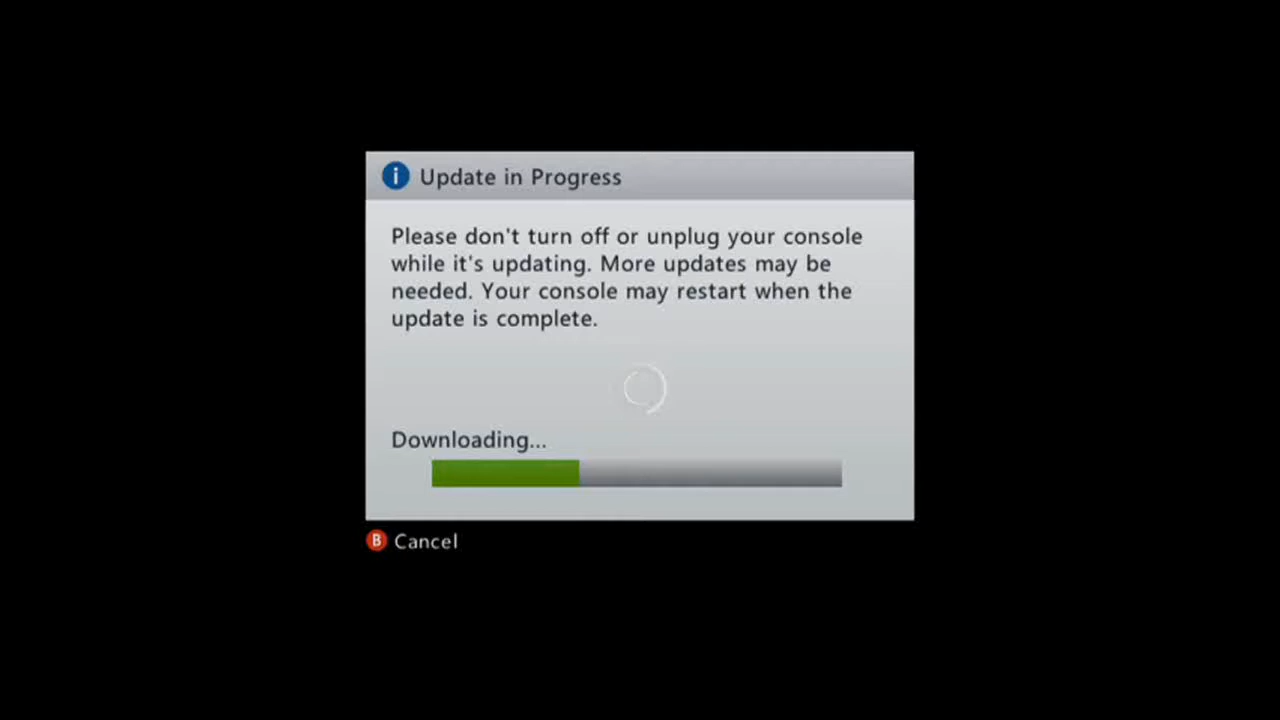 i Update in Progress
Please don't turn off or unplug your console
while it's updating. More updates may be
needed. Your console may restart when the
update is complete.
Downloading...
B Cancel